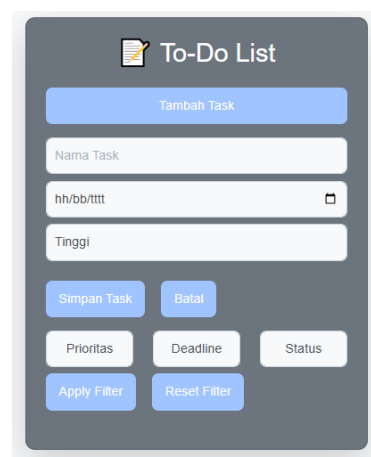 📝 To-Do List
Tambah Task
Nama Task
hh/bb/tttt
Tinggi
Simpan Task Batal
Prioritas Deadline Status
Apply Filter Reset Filter